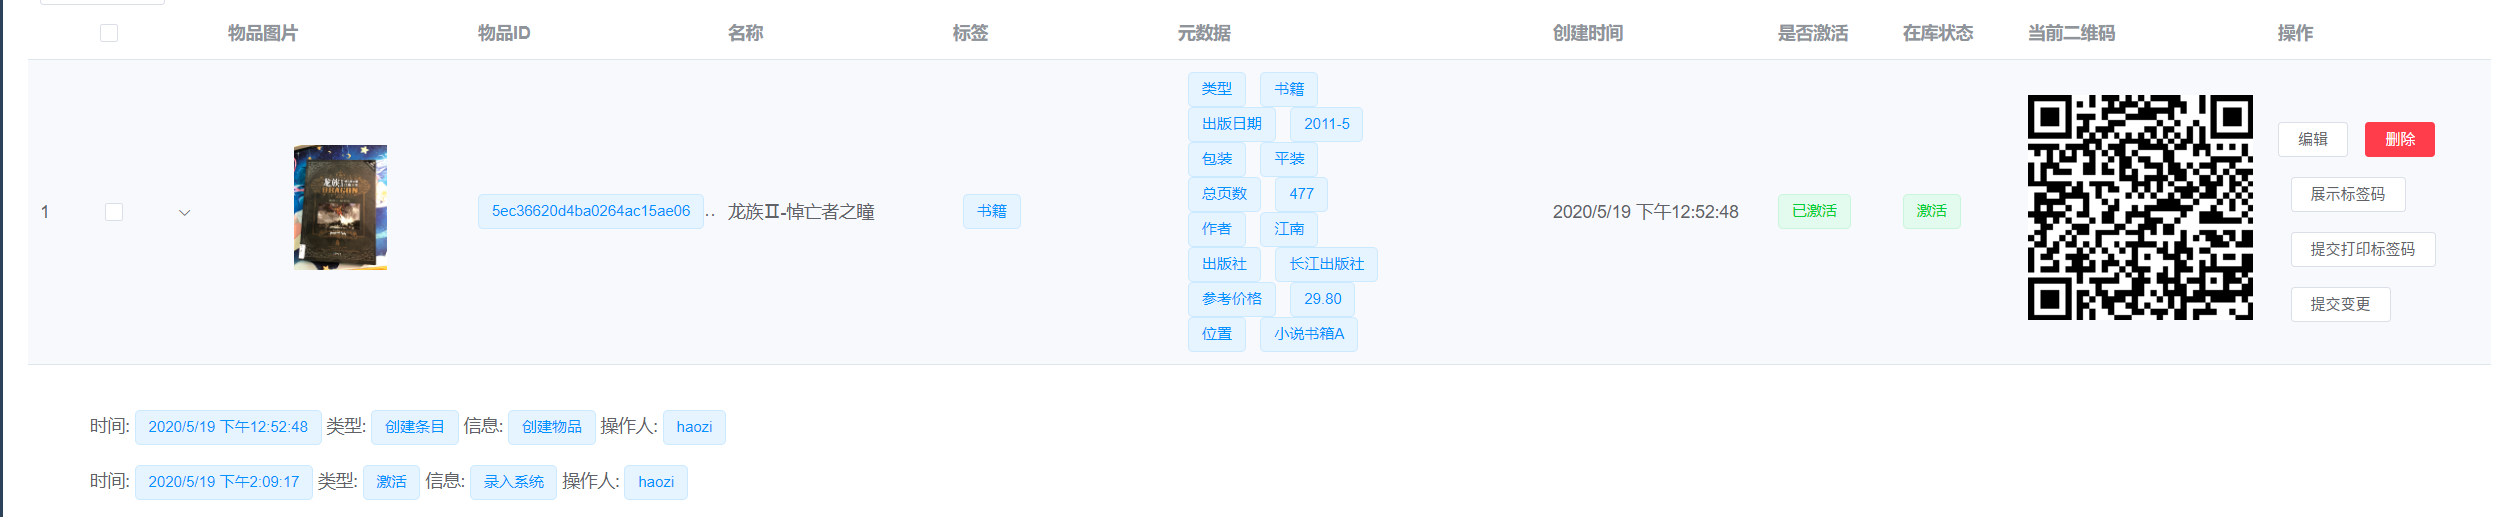 物品图片 物品ID 名称 标签 元数据 创建时间 是否激活 在库状态 当前二维码 操作
1 5ec36620d4ba0264ac15ae06 .. 龙族Ⅱ-悼亡者之瞳 书籍 2020/5/19 下午12:52:48 已激活 激活
龙族
DRAGON
类型 书籍
出版日期 2011-5
包装 平装
总页数 477
作者 江南
出版社 长江出版社
参考价格 29.80
位置 小说书箱A
编辑 删除
展示标签码
提交打印标签码
提交变更
时间: 2020/5/19 下午12:52:48 类型: 创建条目 信息: 创建物品 操作人: haozi
时间: 2020/5/19 下午2:09:17 类型: 激活 信息: 录入系统 操作人: haozi